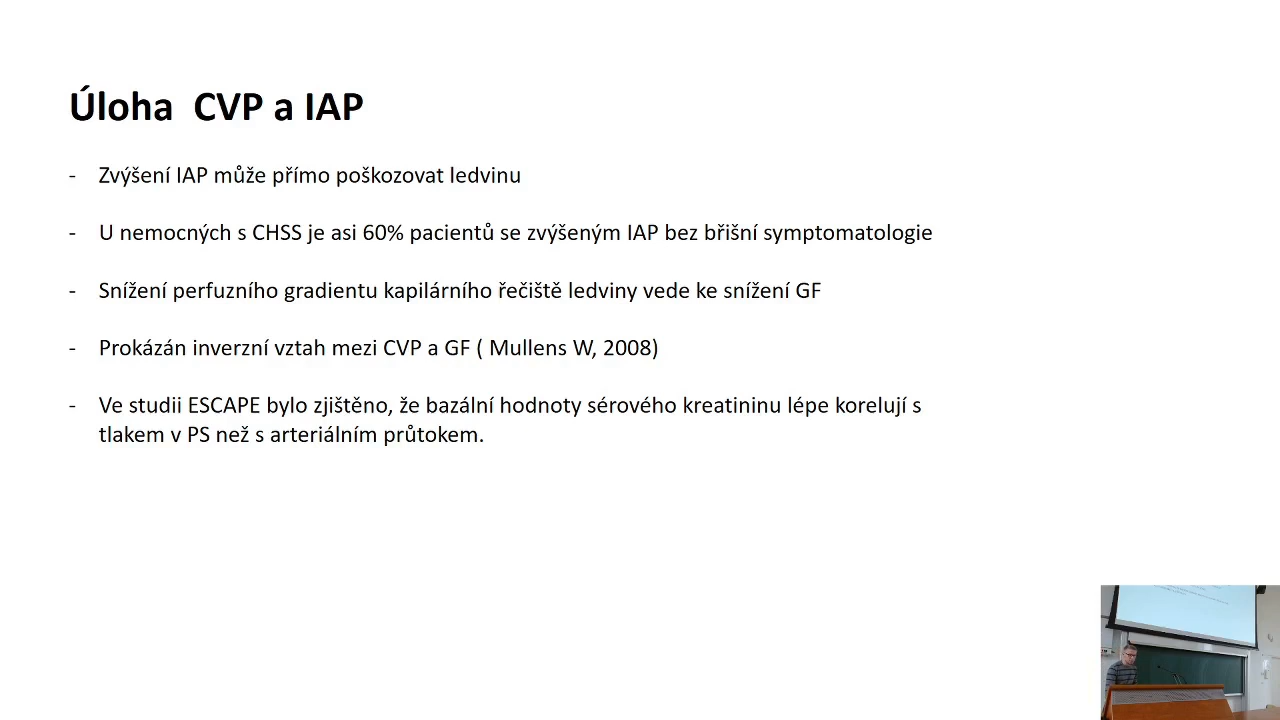 Úloha CVP a IAP
- Zvýšení IAP může přímo poškozovat ledvinu
- U nemocných s CHSS je asi 60% pacientů se zvýšeným IAP bez břišní symptomatologie
- Snížení perfuzního gradientu kapilárního řečiště ledviny vede ke snížení GF
- Prokázán inverzní vztah mezi CVP a GF ( Mullens W, 2008)
- Ve studii ESCAPE bylo zjištěno, že bazální hodnoty sérového kreatininu lépe korelují s
tlakem v PS než s arteriálním průtokem.